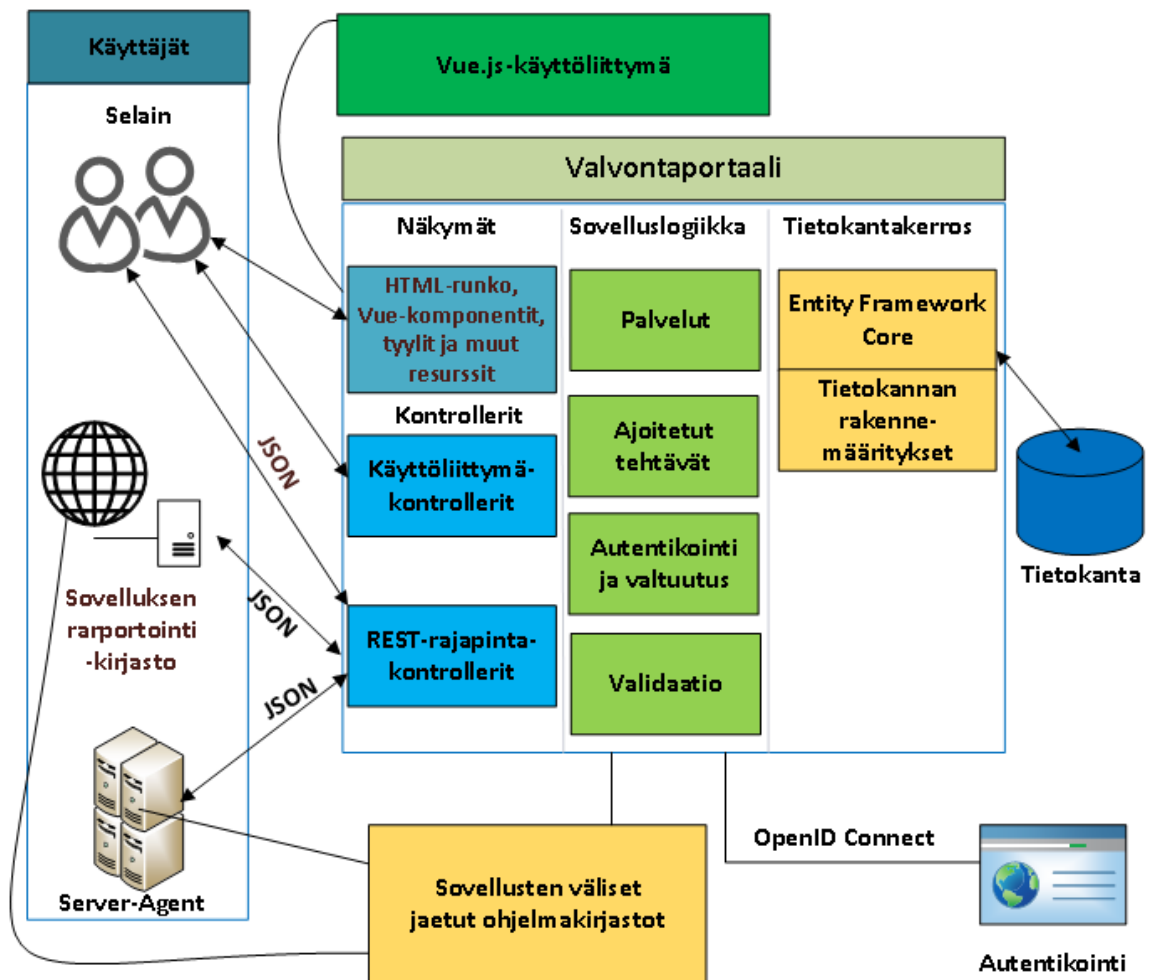 Käyttäjät
Selain
JSON
Sovelluksen
rarportointi
-kirjasto
JSON
JSON
Server-Agent
Vue.js-käyttöliittymä
Valvontaportaali
Näkymät
HTML-runko,
Vue-komponentit,
tyylit ja muut
resurssit
Kontrollerit
Käyttöliittymä-
kontrollerit
REST-rajapinta-
kontrollerit
Sovelluslogiikka
Palvelut
Ajoitetut
tehtävät
Autentikointi
ja valtuutus
Validaatio
Tietokantakerros
Entity Framework
Core
Tietokannan
rakenne-
määritykset
Tietokanta
Sovellusten väliset
jaetut ohjelmakirjastot
OpenID Connect
Autentikointi